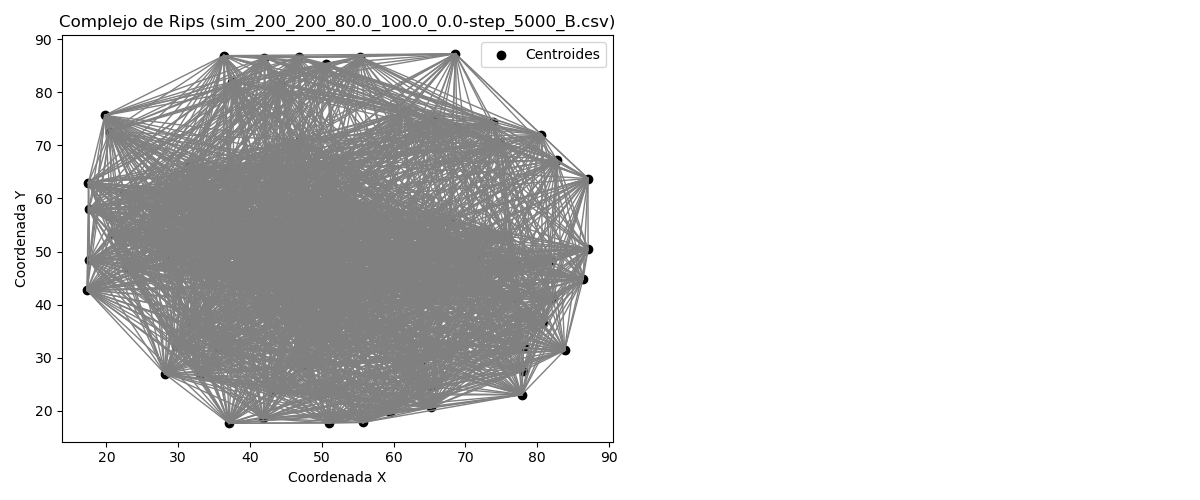 Complejo de Rips (sim_200_200_80.0_100.0_0.0-step_5000_B.csv)
Centroides
90
80
70
60
50
40
30
20
Coordenada Y
20 30 40 50 60 70 80 90
Coordenada X